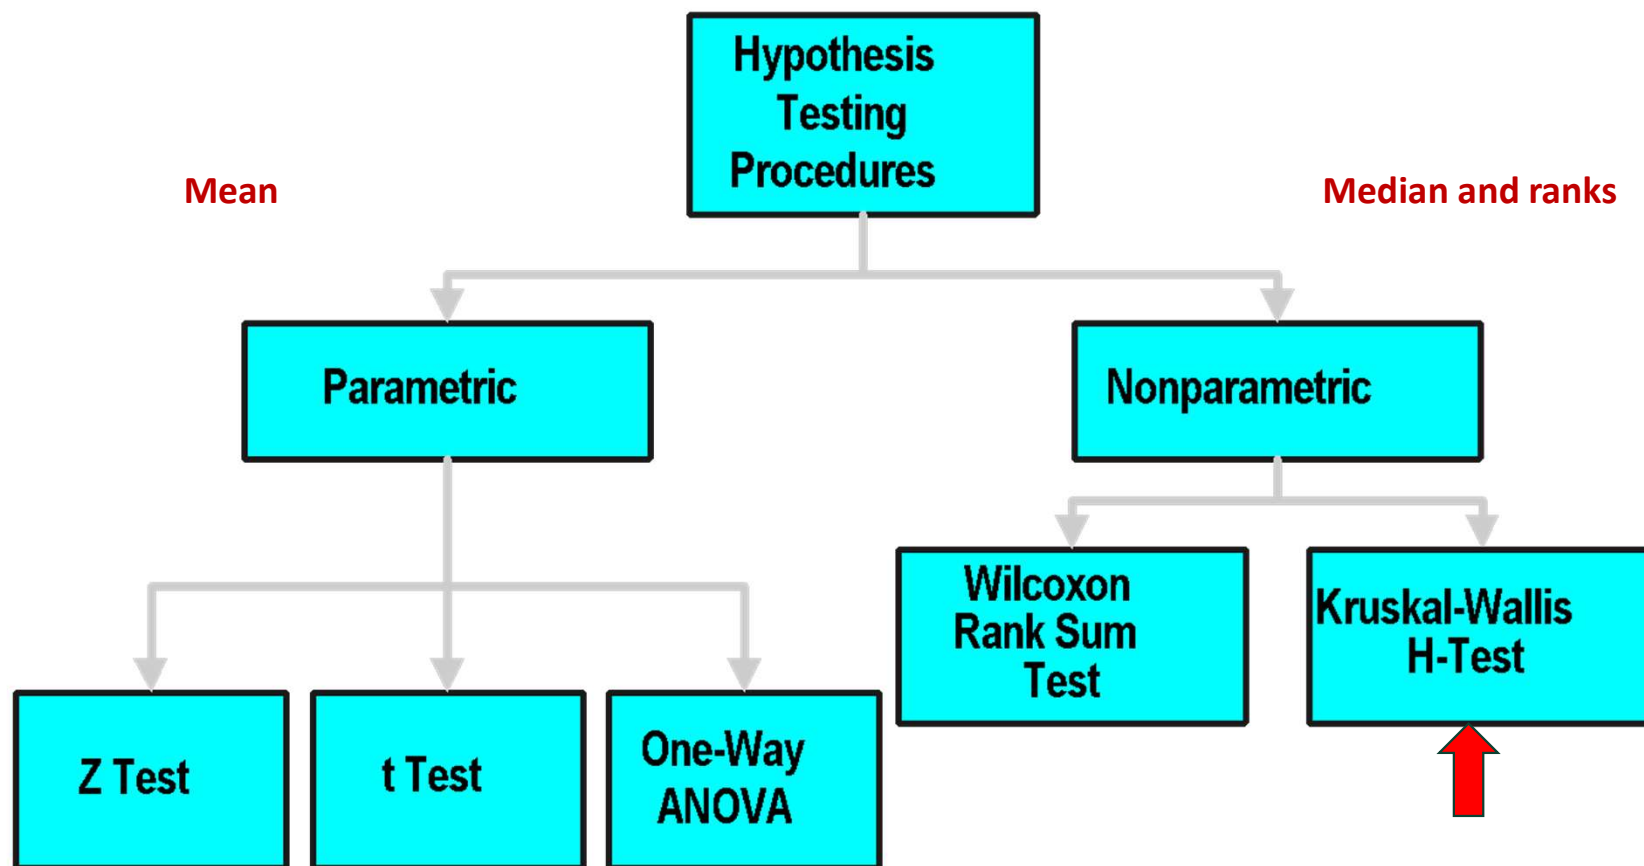 Hypothesis
Testing
Procedures
Mean
Median and ranks
Parametric
Nonparametric
Wilcoxon
Rank Sum
Test
Kruskal-Wallis
H-Test
Z Test
t Test
One-Way
ANOVA